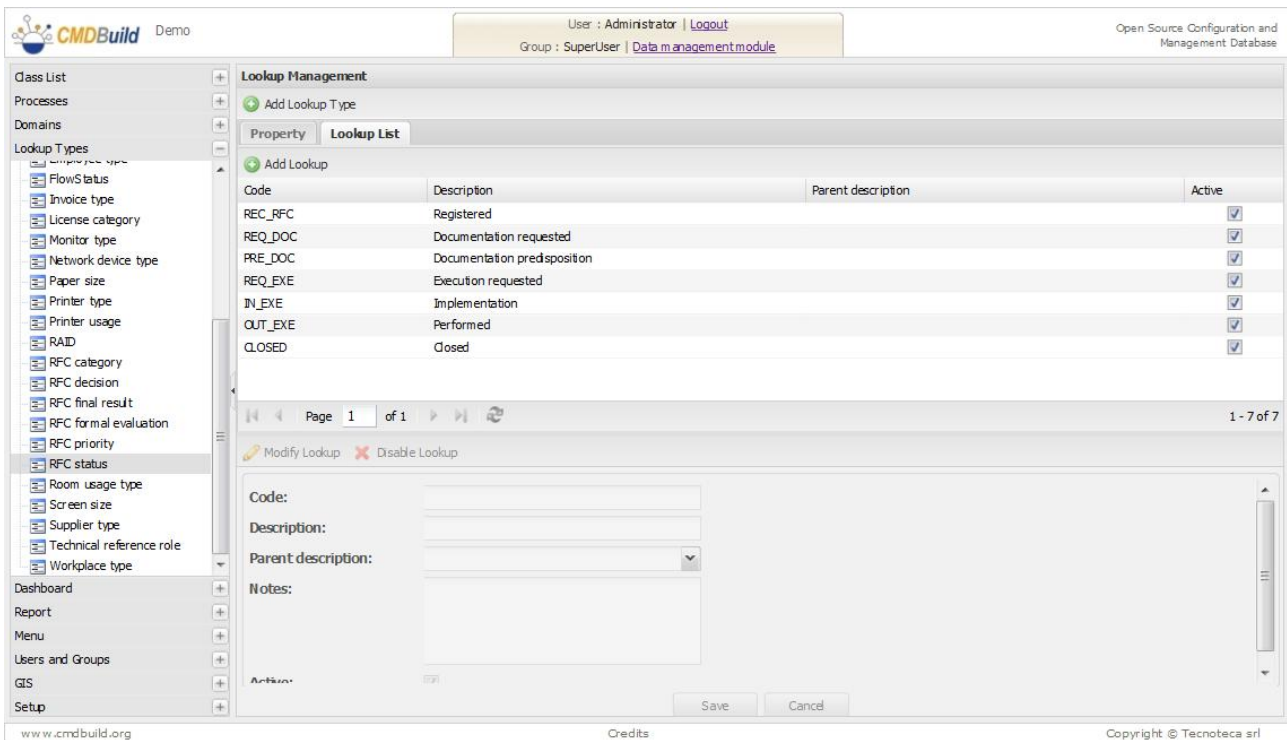 CMDBuild Demo
User : Administrator | Logout
Group : SuperUser | Data management module
Open Source Configuration and
Management Database
Class List
Processes
Domains
Lookup Types
Employee type
FlowStatus
Invoice type
License category
Monitor type
Network device type
Paper size
Printer type
Printer usage
RAID
RFC category
RFC decision
RFC final result
RFC formal evaluation
RFC priority
RFC status
Room usage type
Screen size
Supplier type
Technical reference role
Workplace type
Dashboard
Report
Menu
Users and Groups
GIS
Setup
Lookup Management
Add Lookup Type
Property Lookup List
Add Lookup
Code Description Parent description Active
REC_RFC Registered
REQ_DOC Documentation requested
PRE_DOC Documentation predisposition
REQ_EXE Execution requested
IN_EXE Implementation
OUT_EXE Performed
CLOSED Closed
Page 1 of 1 1 - 7 of 7
Modify Lookup Disable Lookup
Code:
Description:
Parent description:
Notes:
Active:
Save Cancel
www.cmdbuild.org Credits Copyright © Tecnoteca srl